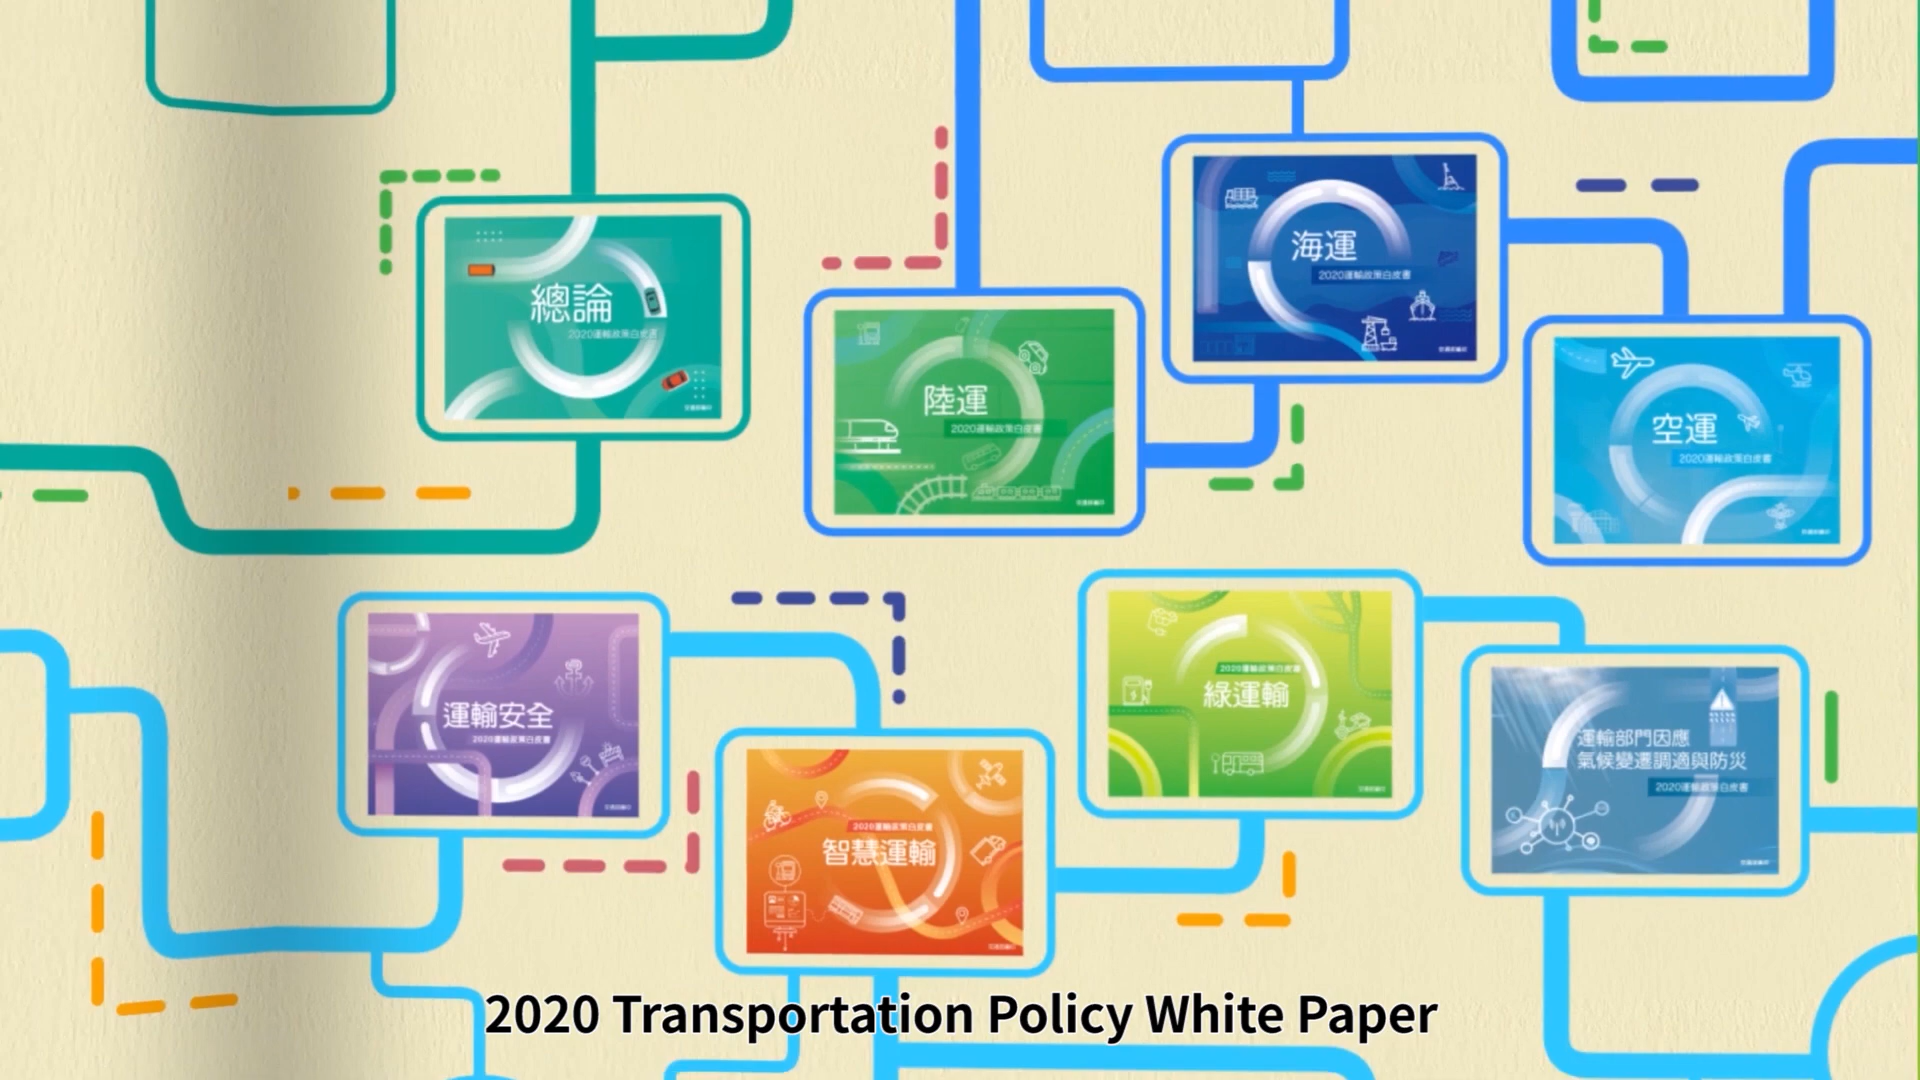 總論
2020運輸政策白皮書
陸運
2020運輸政策白皮書
海運
2020運輸政策白皮書
空運
2020運輸政策白皮書
運輸安全
2020運輸政策白皮書
2020運輸政策白皮書
智慧運輸
2020運輸政策白皮書
綠運輸
運輸部門因應
氣候變遷調適與防災
2020運輸政策白皮書
2020 Transportation Policy White Paper